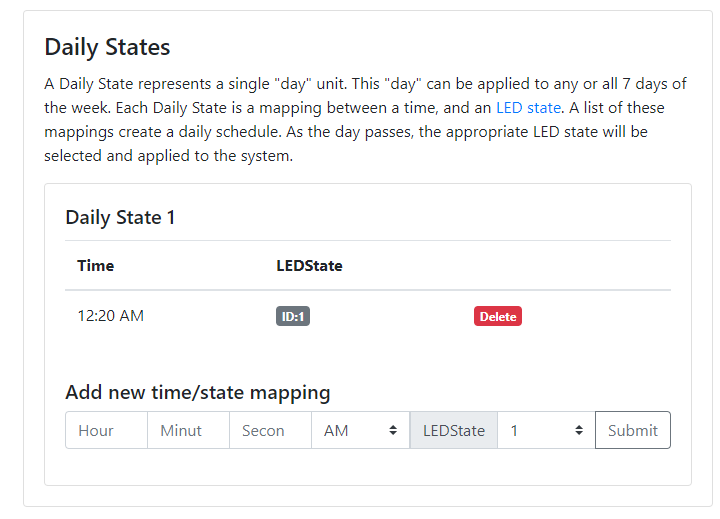 Daily States
A Daily State represents a single "day" unit. This "day" can be applied to any or all 7 days of
the week. Each Daily State is a mapping between a time, and an LED state. A list of these
mappings create a daily schedule. As the day passes, the appropriate LED state will be
selected and applied to the system.
Daily State 1
Time LEDState
12:20 AM ID:1 Delete
Add new time/state mapping
Hour Minut Secon AM LEDState 1 Submit